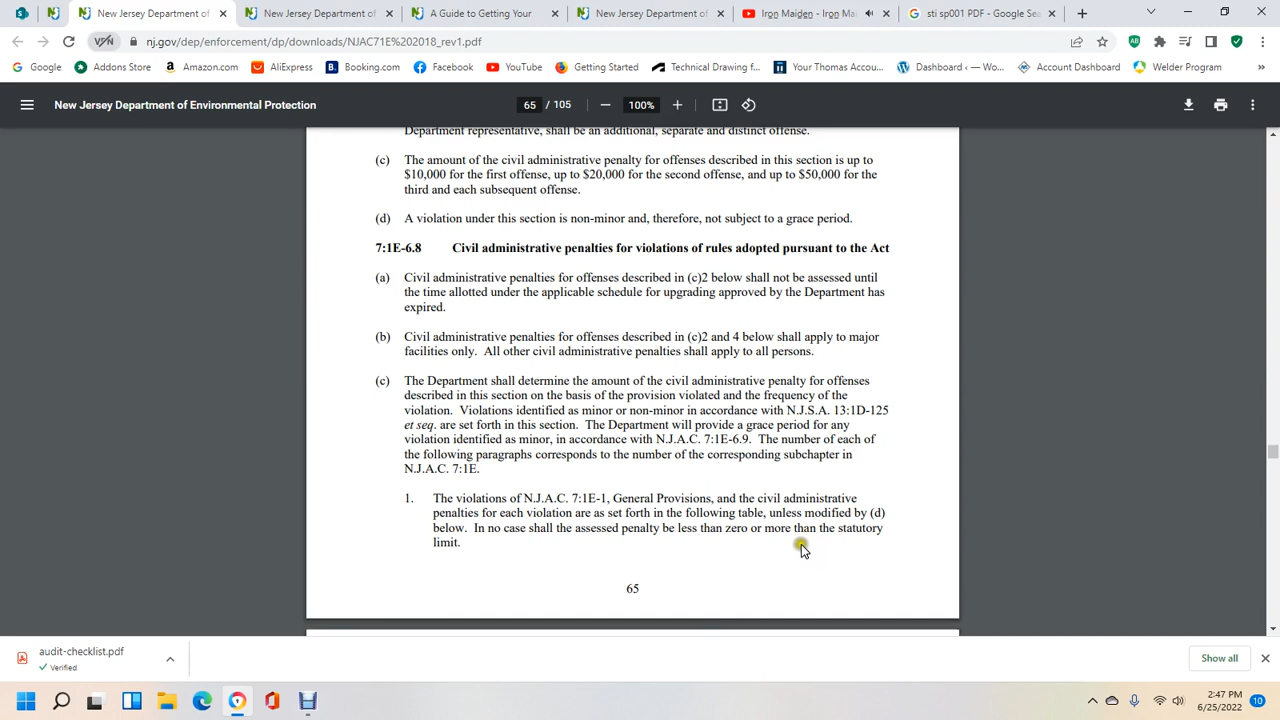 New Jersey Department of
New Jersey Department of
A Guide to Getting Your
New Jersey Department of
Iron Maiden - Iron Mai
sti sp001 PDF - Google Sea
VPN
nj.gov/dep/enforcement/dp/downloads/NJAC71E%202018_rev1.pdf
Google
Addons Store
Amazon.com
AliExpress
Booking.com
Facebook
YouTube
Getting Started
Technical Drawing f...
Your Thomas Accou...
Dashboard ‹ — Wo...
Account Dashboard
Welder Program
»
New Jersey Department of Environmental Protection
65 / 105
100%
Department representative, shall be an additional, separate and distinct offense.
(c) The amount of the civil administrative penalty for offenses described in this section is up to
$10,000 for the first offense, up to $20,000 for the second offense, and up to $50,000 for the
third and each subsequent offense.
(d) A violation under this section is non-minor and, therefore, not subject to a grace period.
7:1E-6.8 Civil administrative penalties for violations of rules adopted pursuant to the Act
(a) Civil administrative penalties for offenses described in (c)2 below shall not be assessed until
the time allotted under the applicable schedule for upgrading approved by the Department has
expired.
(b) Civil administrative penalties for offenses described in (c)2 and 4 below shall apply to major
facilities only. All other civil administrative penalties shall apply to all persons.
(c) The Department shall determine the amount of the civil administrative penalty for offenses
described in this section on the basis of the provision violated and the frequency of the
violation. Violations identified as minor or non-minor in accordance with N.J.S.A. 13:1D-125
et seq. are set forth in this section. The Department will provide a grace period for any
violation identified as minor, in accordance with N.J.A.C. 7:1E-6.9. The number of each of
the following paragraphs corresponds to the number of the corresponding subchapter in
N.J.A.C. 7:1E.
1. The violations of N.J.A.C. 7:1E-1, General Provisions, and the civil administrative
penalties for each violation are as set forth in the following table, unless modified by (d)
below. In no case shall the assessed penalty be less than zero or more than the statutory
limit.
65
audit-checklist.pdf
Verified
Show all
2:47 PM
6/25/2022
10